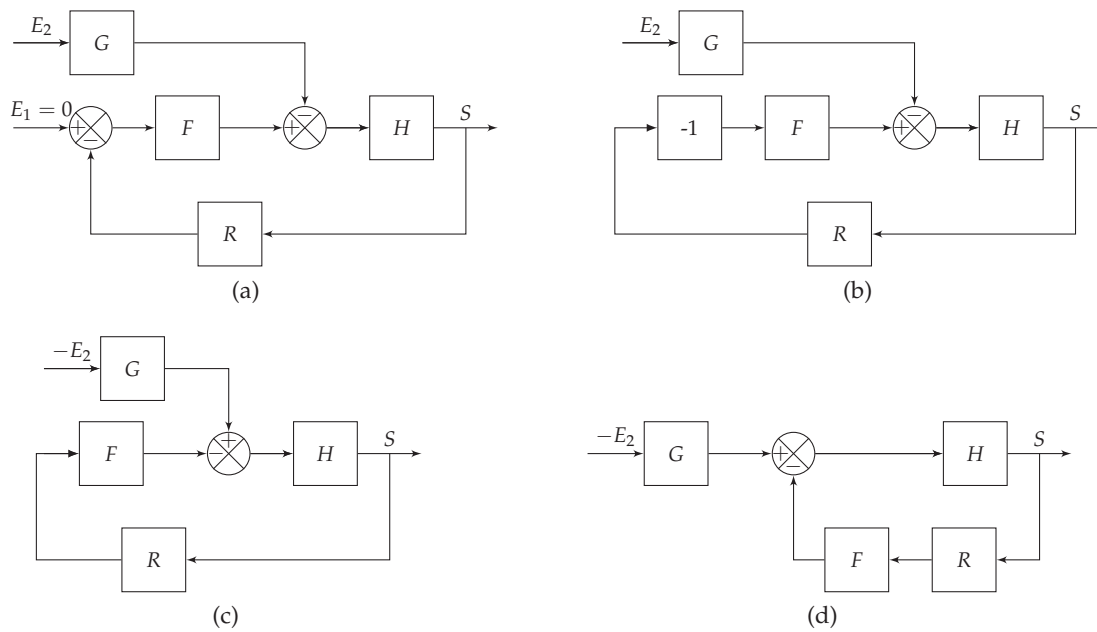 E₂ G
E₁ = 0 + − F + − H S
R
(a)
E₂ G
-1 F + − H S
R
(b)
−E₂ G
F − + H S
R
(c)
−E₂ G + − H S
F R
(d)